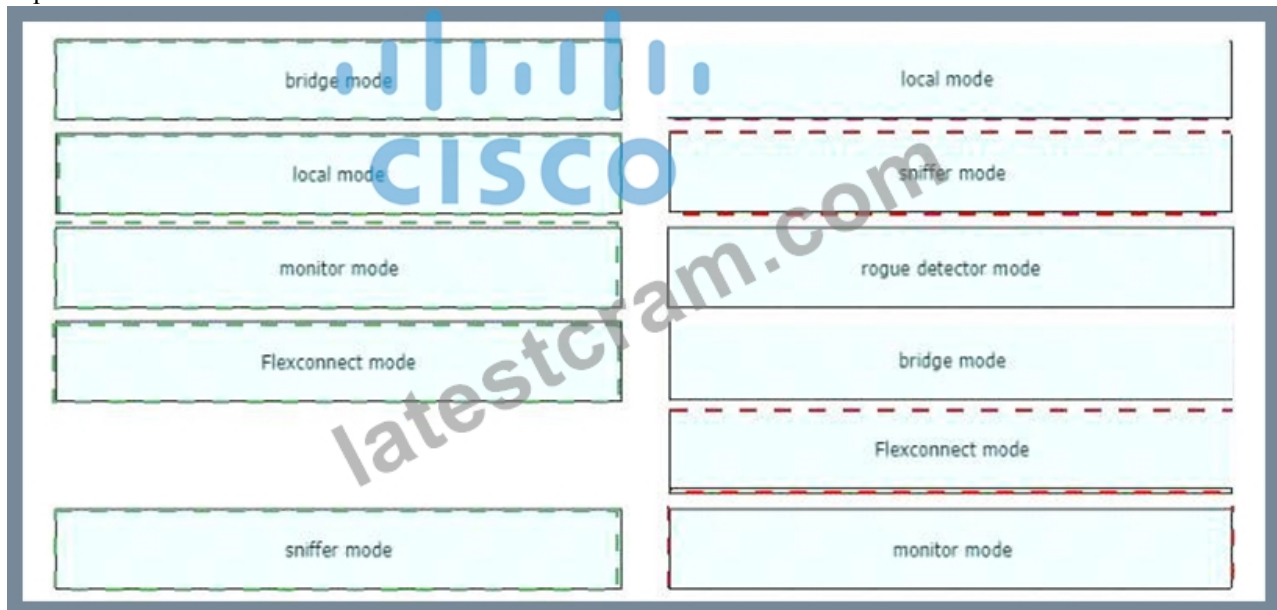 bridge mode
local mode
monitor mode
Flexconnect mode
sniffer mode
local mode
sniffer mode
rogue detector mode
bridge mode
Flexconnect mode
monitor mode
CISCO
latestcram.com